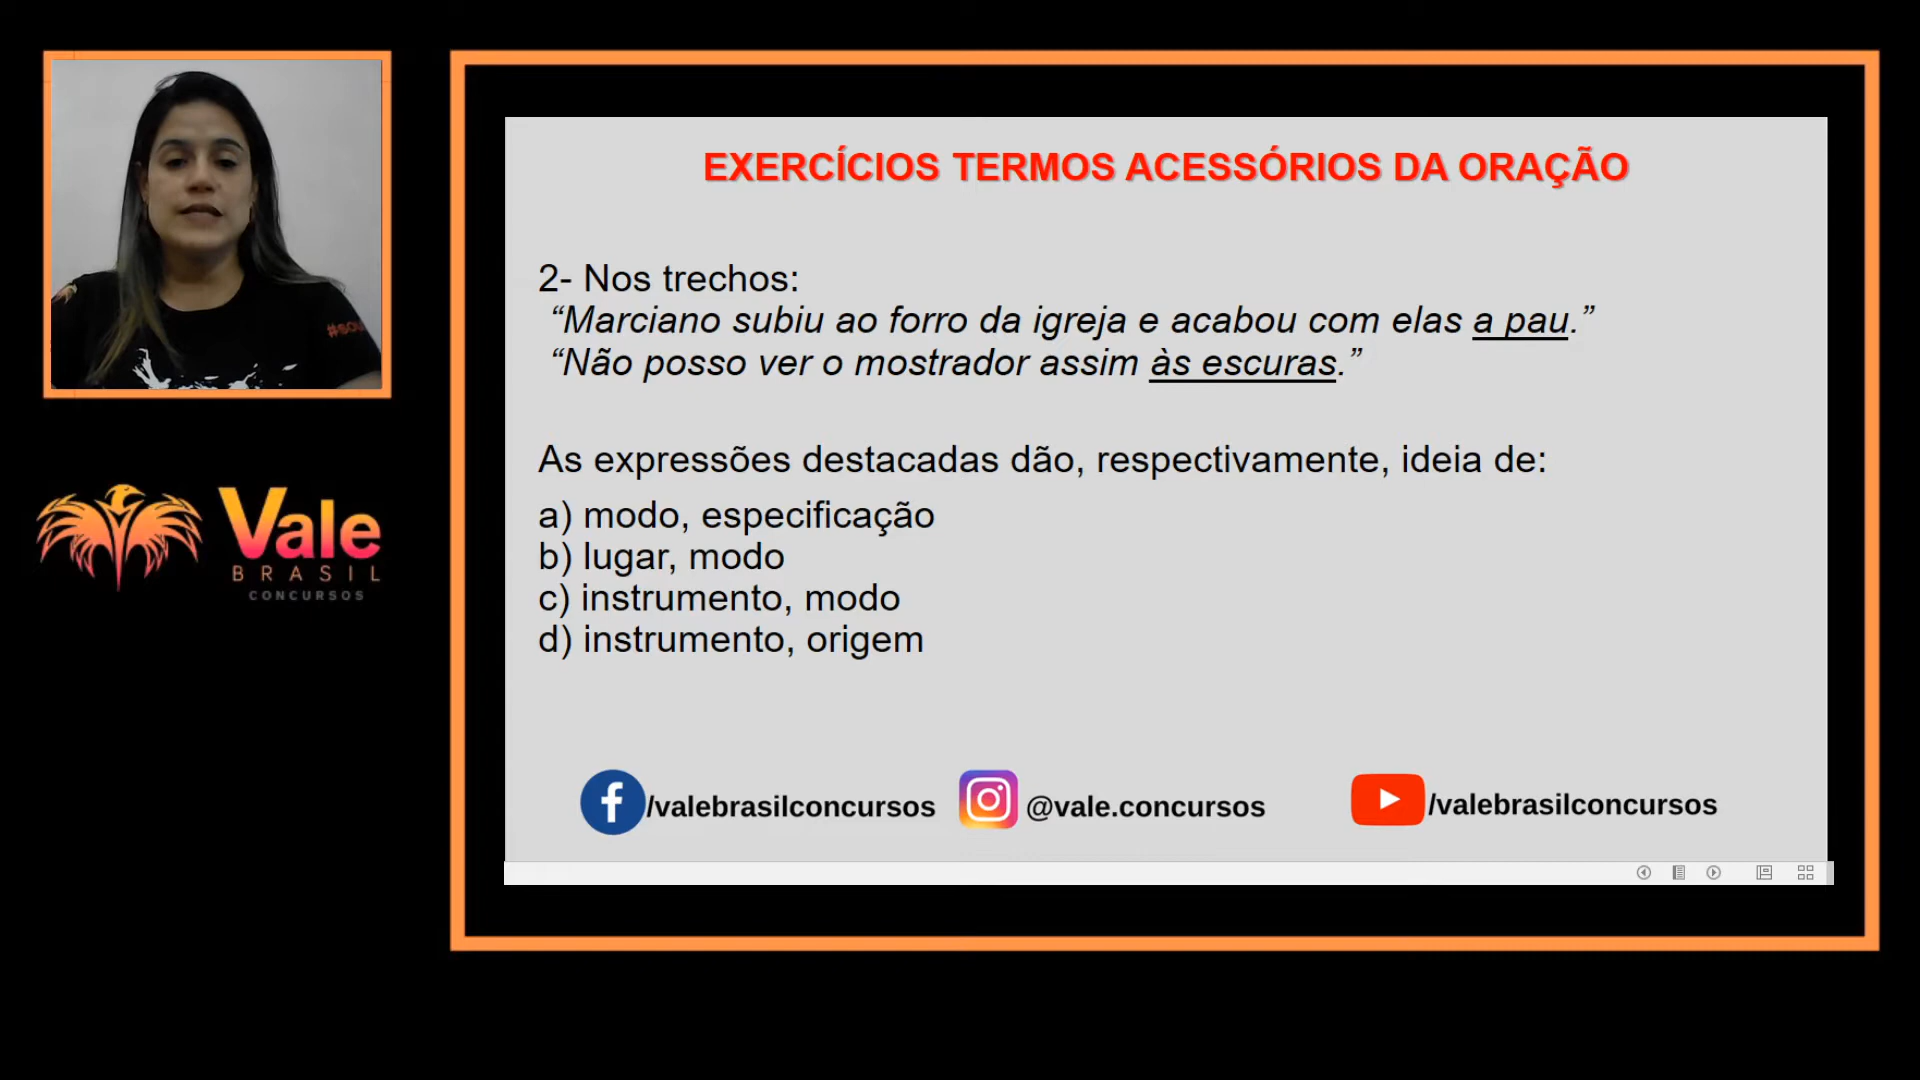 EXERCÍCIOS TERMOS ACESSÓRIOS DA ORAÇÃO
2- Nos trechos:
“Marciano subiu ao forro da igreja e acabou com elas a pau.”
“Não posso ver o mostrador assim às escuras.”
As expressões destacadas dão, respectivamente, ideia de:
a) modo, especificação
b) lugar, modo
c) instrumento, modo
d) instrumento, origem
/valebrasilconcursos
@vale.concursos
/valebrasilconcursos
Vale
BRASIL
CONCURSOS